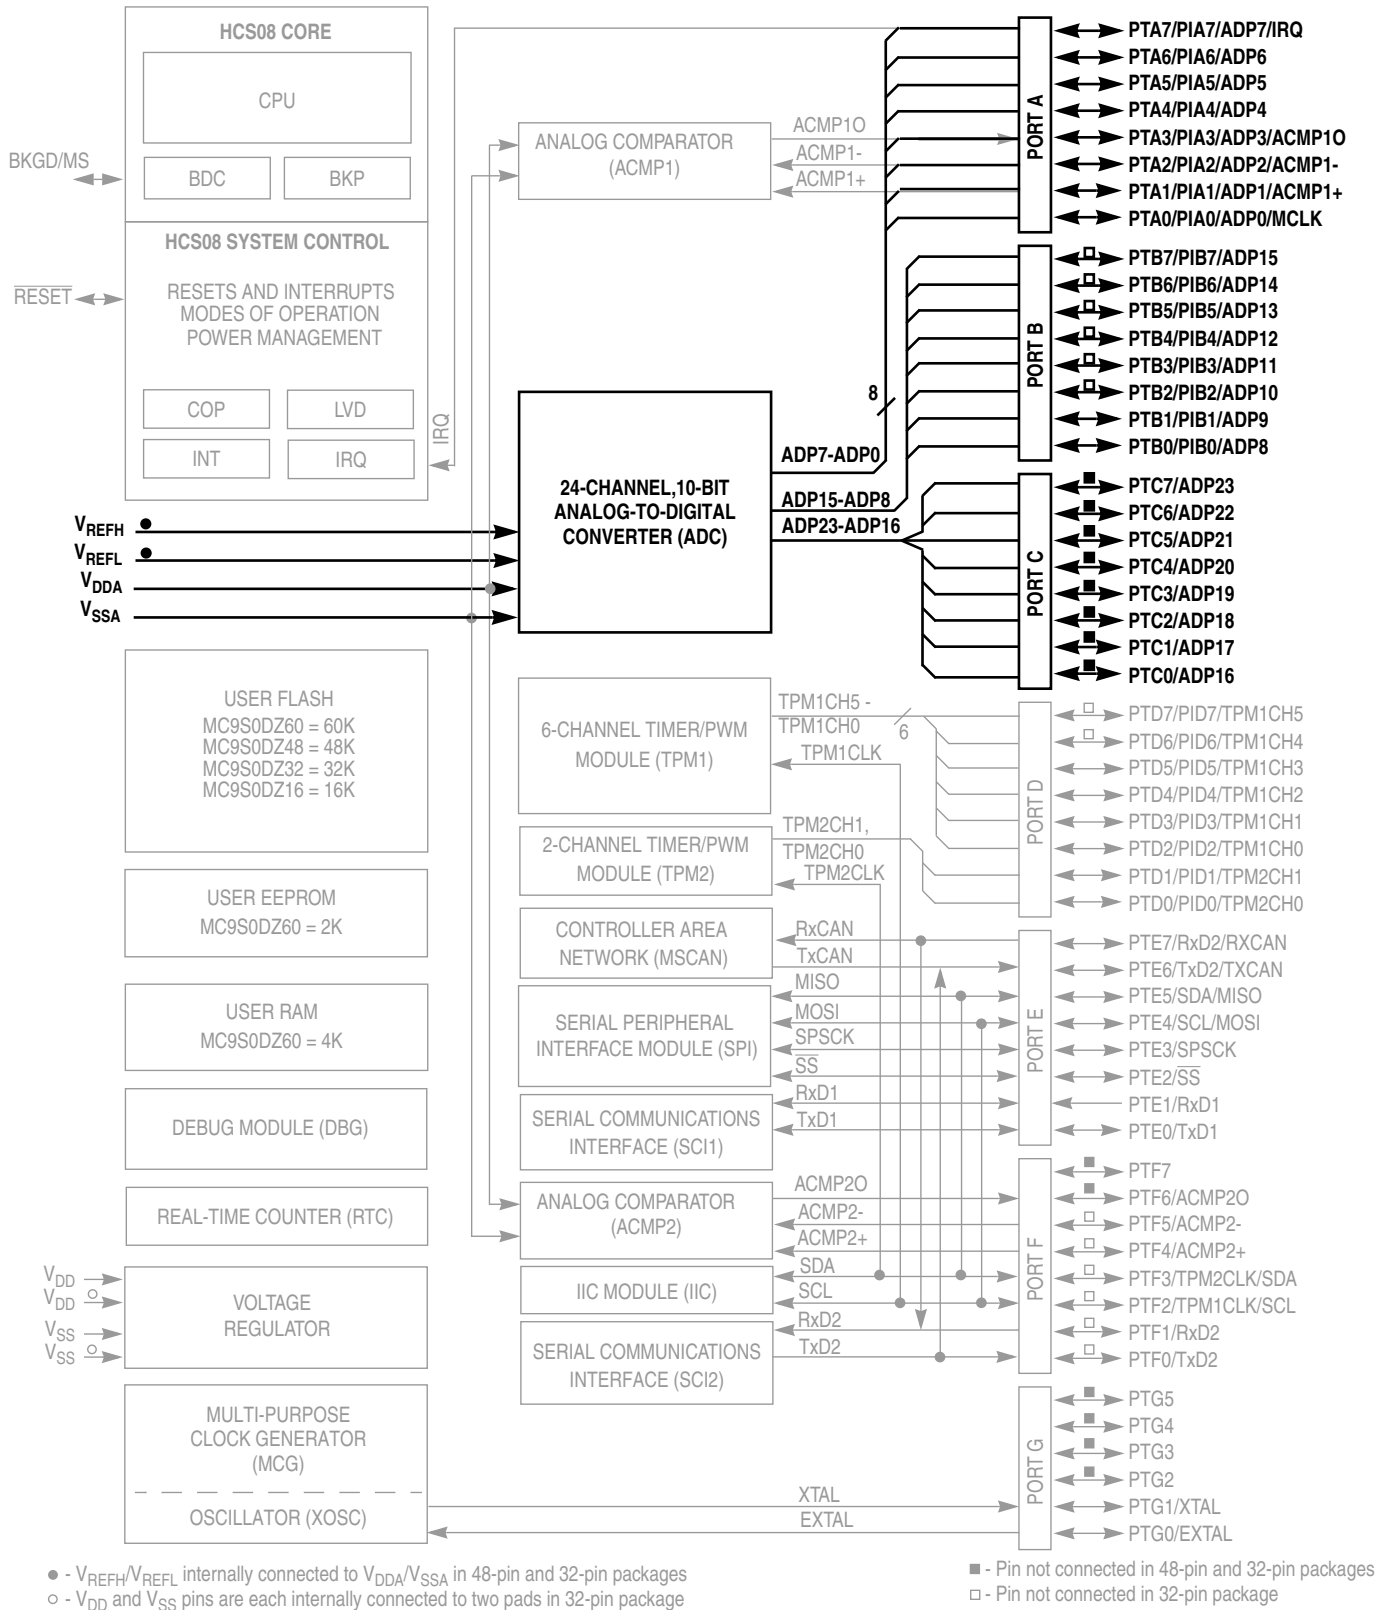 HCS08 CORE
CPU
BDC
BKP
BKGD/MS
HCS08 SYSTEM CONTROL
RESETS AND INTERRUPTS
MODES OF OPERATION
POWER MANAGEMENT
RESET
COP
LVD
INT
IRQ
IRQ
VREFH
VREFL
VDDA
VSSA
USER FLASH
MC9S0DZ60 = 60K
MC9S0DZ48 = 48K
MC9S0DZ32 = 32K
MC9S0DZ16 = 16K
USER EEPROM
MC9S0DZ60 = 2K
USER RAM
MC9S0DZ60 = 4K
DEBUG MODULE (DBG)
REAL-TIME COUNTER (RTC)
VDD
VDD
VSS
VSS
VOLTAGE
REGULATOR
MULTI-PURPOSE
CLOCK GENERATOR
(MCG)
OSCILLATOR (XOSC)
ANALOG COMPARATOR
(ACMP1)
ACMP1O
ACMP1-
ACMP1+
24-CHANNEL,10-BIT
ANALOG-TO-DIGITAL
CONVERTER (ADC)
8
ADP7-ADP0
ADP15-ADP8
ADP23-ADP16
6-CHANNEL TIMER/PWM
MODULE (TPM1)
TPM1CH5 -
TPM1CH0
6
TPM1CLK
2-CHANNEL TIMER/PWM
MODULE (TPM2)
TPM2CH1,
TPM2CH0
TPM2CLK
CONTROLLER AREA
NETWORK (MSCAN)
RxCAN
TxCAN
SERIAL PERIPHERAL
INTERFACE MODULE (SPI)
MISO
MOSI
SPSCK
SS
SERIAL COMMUNICATIONS
INTERFACE (SCI1)
RxD1
TxD1
ANALOG COMPARATOR
(ACMP2)
ACMP2O
ACMP2-
ACMP2+
IIC MODULE (IIC)
SDA
SCL
SERIAL COMMUNICATIONS
INTERFACE (SCI2)
RxD2
TxD2
XTAL
EXTAL
PORT A
PTA7/PIA7/ADP7/IRQ
PTA6/PIA6/ADP6
PTA5/PIA5/ADP5
PTA4/PIA4/ADP4
PTA3/PIA3/ADP3/ACMP1O
PTA2/PIA2/ADP2/ACMP1-
PTA1/PIA1/ADP1/ACMP1+
PTA0/PIA0/ADP0/MCLK
PORT B
PTB7/PIB7/ADP15
PTB6/PIB6/ADP14
PTB5/PIB5/ADP13
PTB4/PIB4/ADP12
PTB3/PIB3/ADP11
PTB2/PIB2/ADP10
PTB1/PIB1/ADP9
PTB0/PIB0/ADP8
PORT C
PTC7/ADP23
PTC6/ADP22
PTC5/ADP21
PTC4/ADP20
PTC3/ADP19
PTC2/ADP18
PTC1/ADP17
PTC0/ADP16
PORT D
PTD7/PID7/TPM1CH5
PTD6/PID6/TPM1CH4
PTD5/PID5/TPM1CH3
PTD4/PID4/TPM1CH2
PTD3/PID3/TPM1CH1
PTD2/PID2/TPM1CH0
PTD1/PID1/TPM2CH1
PTD0/PID0/TPM2CH0
PORT E
PTE7/RxD2/RXCAN
PTE6/TxD2/TXCAN
PTE5/SDA/MISO
PTE4/SCL/MOSI
PTE3/SPSCK
PTE2/SS
PTE1/RxD1
PTE0/TxD1
PORT F
PTF7
PTF6/ACMP2O
PTF5/ACMP2-
PTF4/ACMP2+
PTF3/TPM2CLK/SDA
PTF2/TPM1CLK/SCL
PTF1/RxD2
PTF0/TxD2
PORT G
PTG5
PTG4
PTG3
PTG2
PTG1/XTAL
PTG0/EXTAL
● - VREFH/VREFL internally connected to VDDA/VSSA in 48-pin and 32-pin packages
○ - VDD and VSS pins are each internally connected to two pads in 32-pin package
■ - Pin not connected in 48-pin and 32-pin packages
□ - Pin not connected in 32-pin package